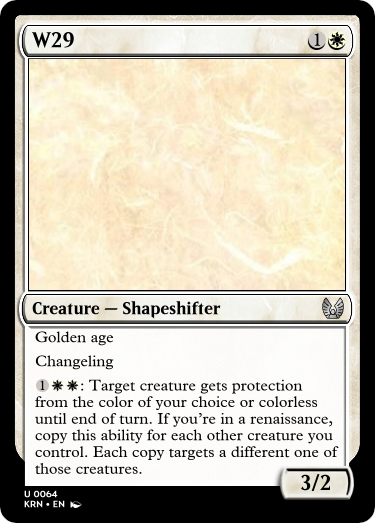 W29 1
Creature — Shapeshifter
Golden age
Changeling
1 : Target creature gets protection
from the color of your choice or colorless
until end of turn. If you're in a renaissance,
copy this ability for each other creature you
control. Each copy targets a different one of
those creatures.
3/2
U 0064
KRN • EN